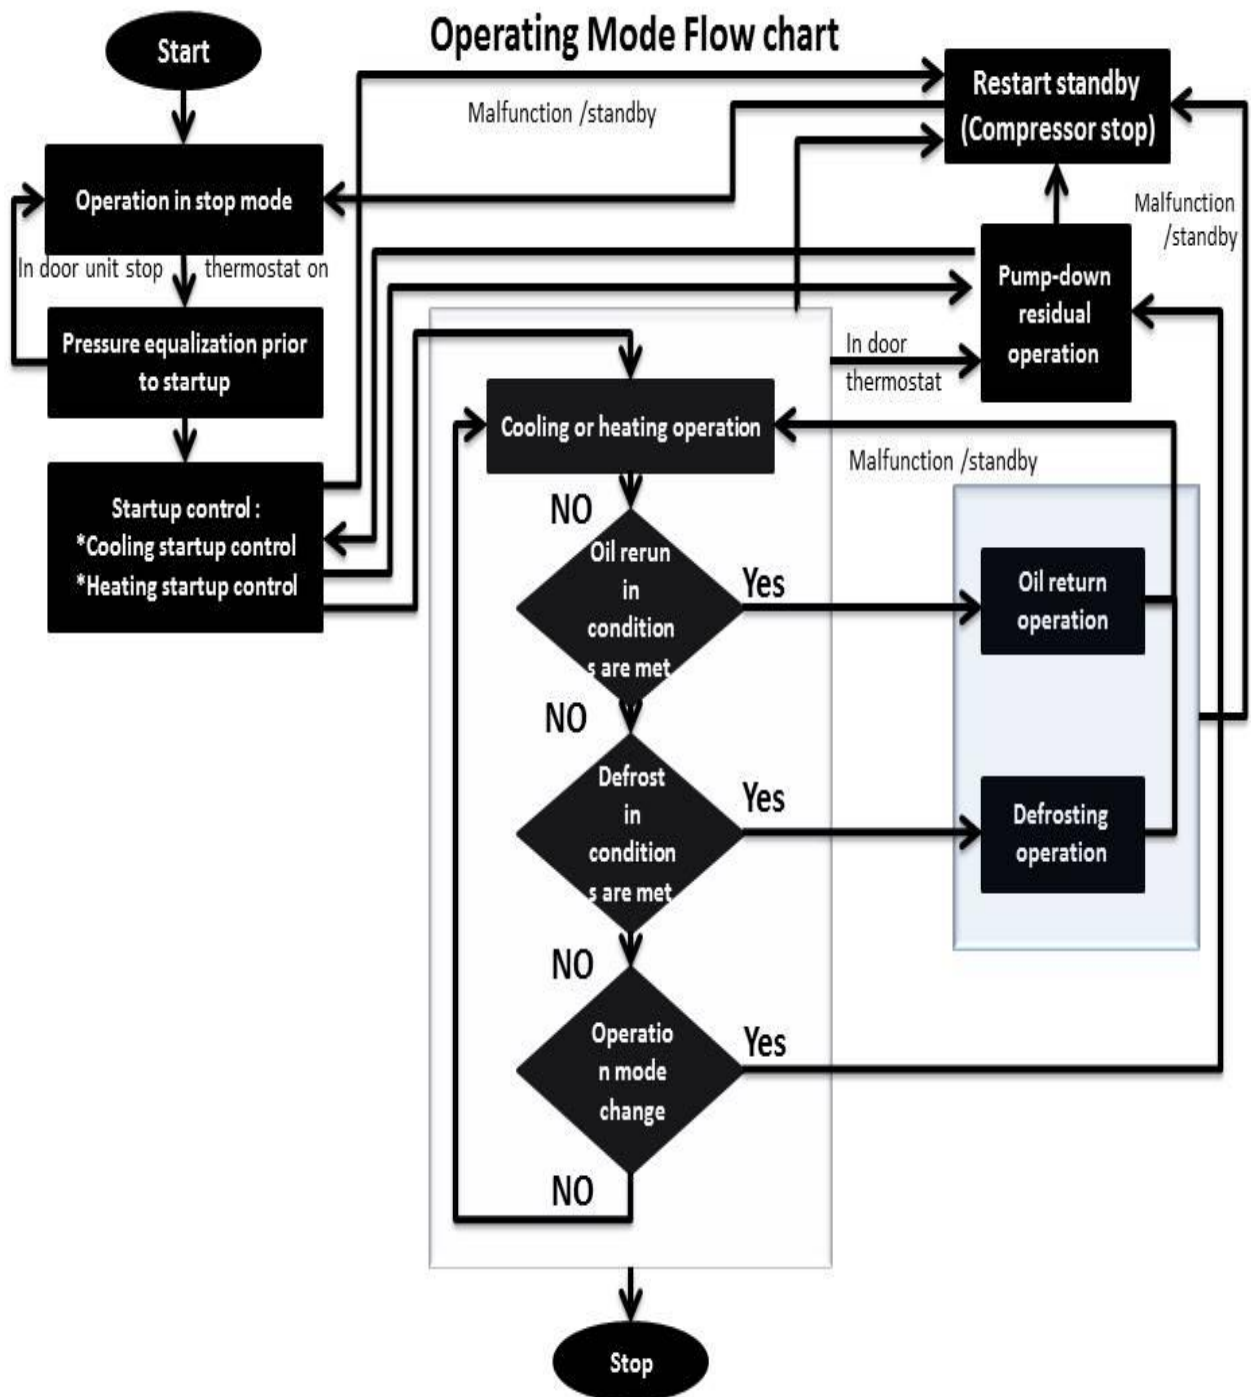 Operating Mode Flow chart
Start
Restart standby
(Compressor stop)
Malfunction /standby
Operation in stop mode
Malfunction
/standby
In door unit stop
thermostat on
Pump-down
residual
operation
Pressure equalization prior
to startup
In door
thermostat
Cooling or heating operation
Malfunction /standby
Startup control :
*Cooling startup control
*Heating startup control
NO
Oil rerun
in
condition
s are met
Yes
Oil return
operation
NO
Defrost
in
condition
s are met
Yes
Defrosting
operation
NO
Operatio
n mode
change
Yes
NO
Stop